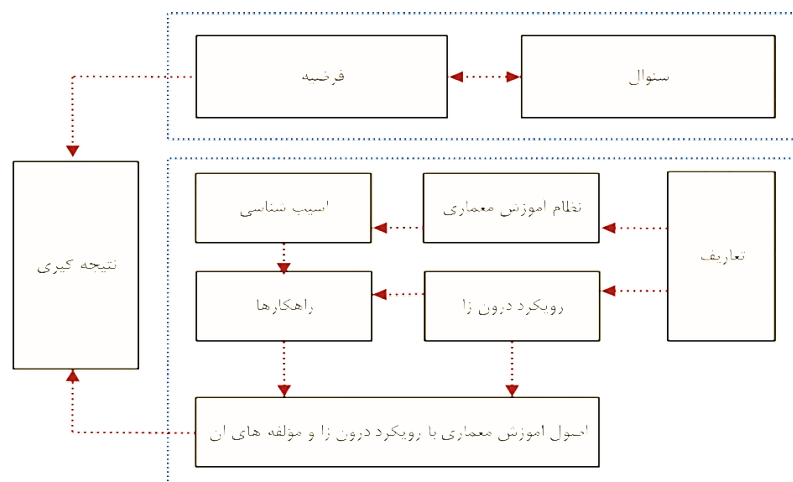 سئوال
فرضیه
تعاریف
نظام اموزش معماری
اسیب شناسی
رویکرد درون زا
راهکارها
اصول اموزش معماری با رویکرد درون زا و مؤلفه های ان
نتیجه گیری